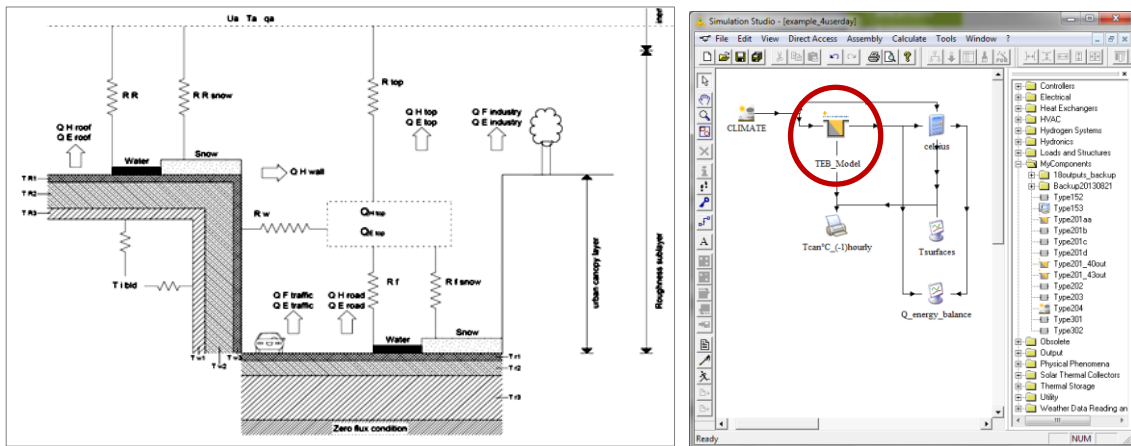 Ua Ta qa
R R
R R snow
R top
Q H roof
Q E roof
Q H top
Q E top
Q F industry
Q E industry
Water
Snow
Q H wall
T R1
T R2
T R3
R w
Q H top
Q E top
T i bld
R f
R f snow
Q F traffic
Q E traffic
Q H road
Q E road
Water
Snow
T w1
T w2
T w3
T r1
T r2
T r3
Zero flux condition
urban canopy layer
Roughness sublayer
Simulation Studio - [example_4userday]
File Edit View Direct Access Assembly Calculate Tools Window ?
CLIMATE
TEB_Model
celsius
Tcan°C_(-1)hourly
Tsurfaces
Q_energy_balance
Controllers
Electrical
Heat Exchangers
HVAC
Hydrogen Systems
Hydronics
Loads and Structures
MyComponents
18outputs_backup
Backup20130821
Type152
Type153
Type201aa
Type201b
Type201c
Type201d
Type201_40out
Type201_43out
Type202
Type203
Type204
Type301
Type302
Obsolete
Output
Physical Phenomena
Solar Thermal Collectors
Thermal Storage
Utility
Weather Data Reading an
Ready
NUM